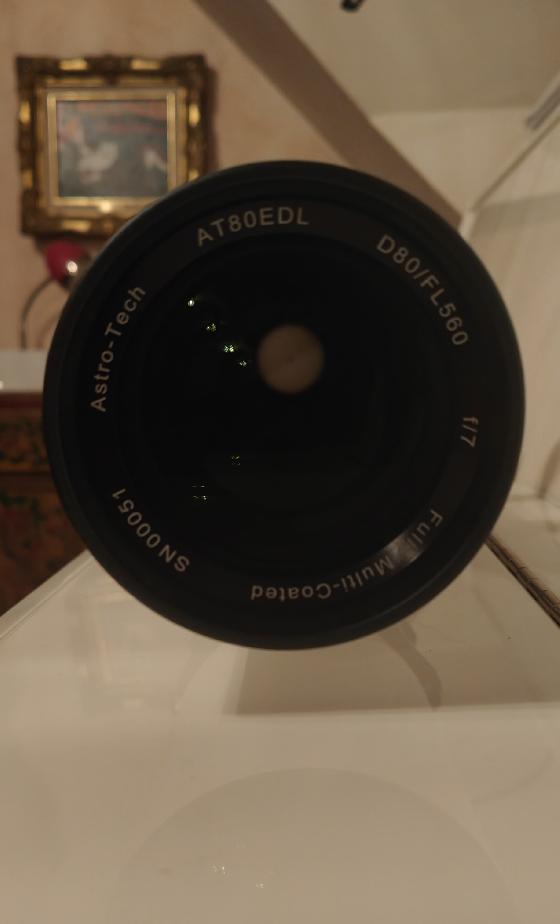 Astro-Tech
AT80EDL
D80/FL560
f/7
Fully Multi-Coated
SN00051